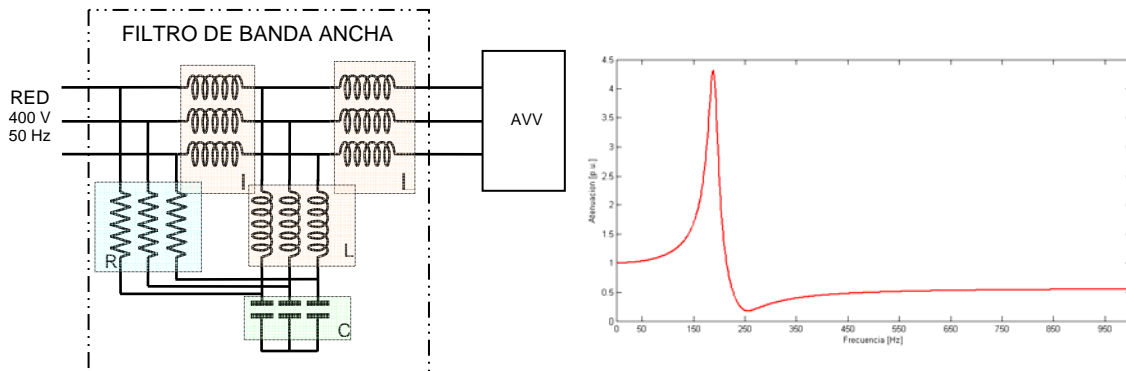 FILTRO DE BANDA ANCHA
RED
400 V
50 Hz
AVV
L
L
R
L
C
4.5
4
3.5
3
2.5
2
1.5
1
0.5
0
Atenuacion [p.u.]
0
50
150
250
350
450
550
650
750
850
950
Frecuencia [Hz]